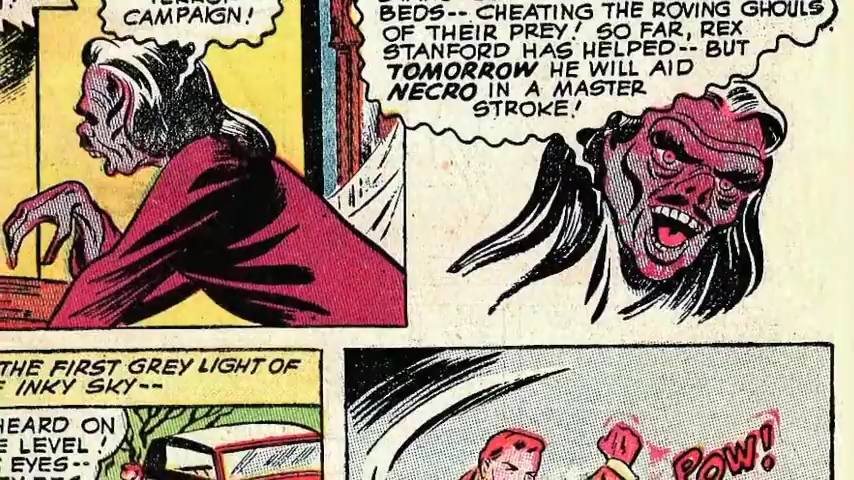 CAMPAIGN!
BEDS-- CHEATING THE ROVING GHOULS
OF THEIR PREY! SO FAR, REX
STANFORD HAS HELPED-- BUT
TOMORROW HE WILL AID
NECRO IN A MASTER
STROKE!
THE FIRST GREY LIGHT OF
INKY SKY--
HEARD ON
LEVEL!
EYES--
POW!